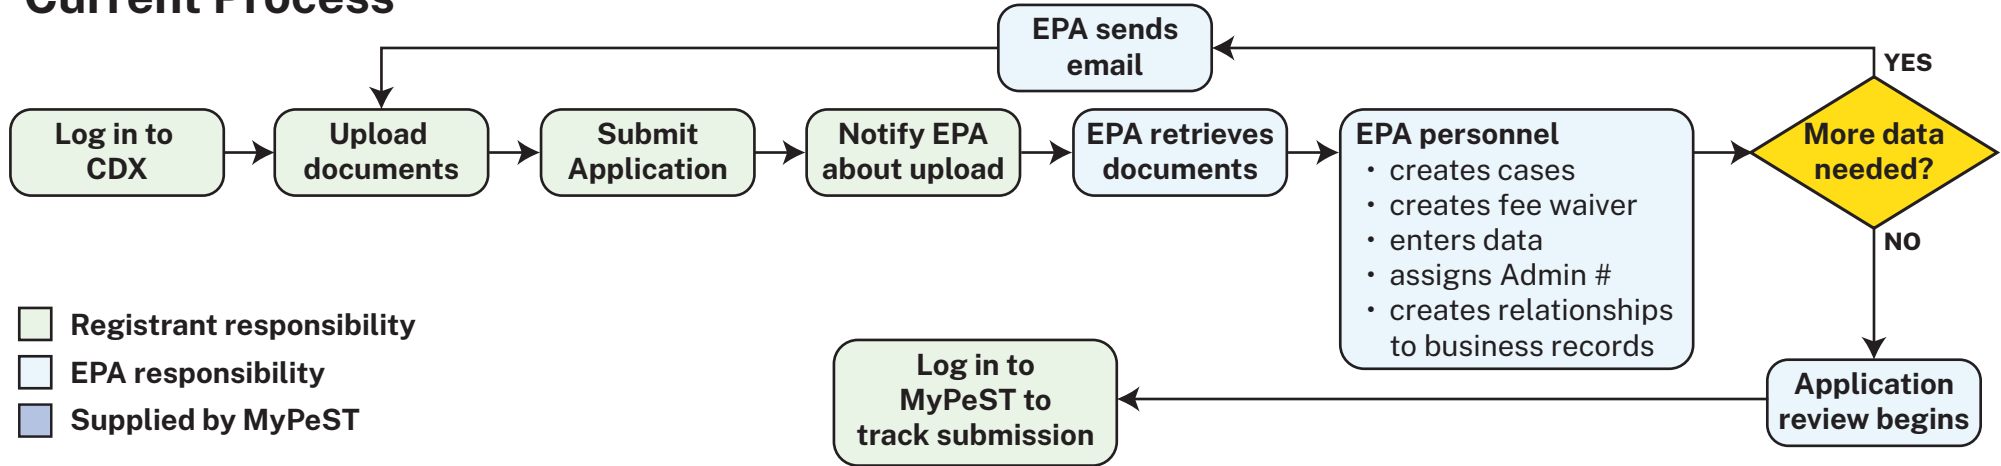 Current Process
EPA sends
email
YES
Log in to
CDX
Upload
documents
Submit
Application
Notify EPA
about upload
EPA retrieves
documents
EPA personnel
• creates cases
• creates fee waiver
• enters data
• assigns Admin #
• creates relationships
to business records
More data
needed?
NO
Registrant responsibility
EPA responsibility
Supplied by MyPeST
Log in to
MyPeST to
track submission
Application
review begins